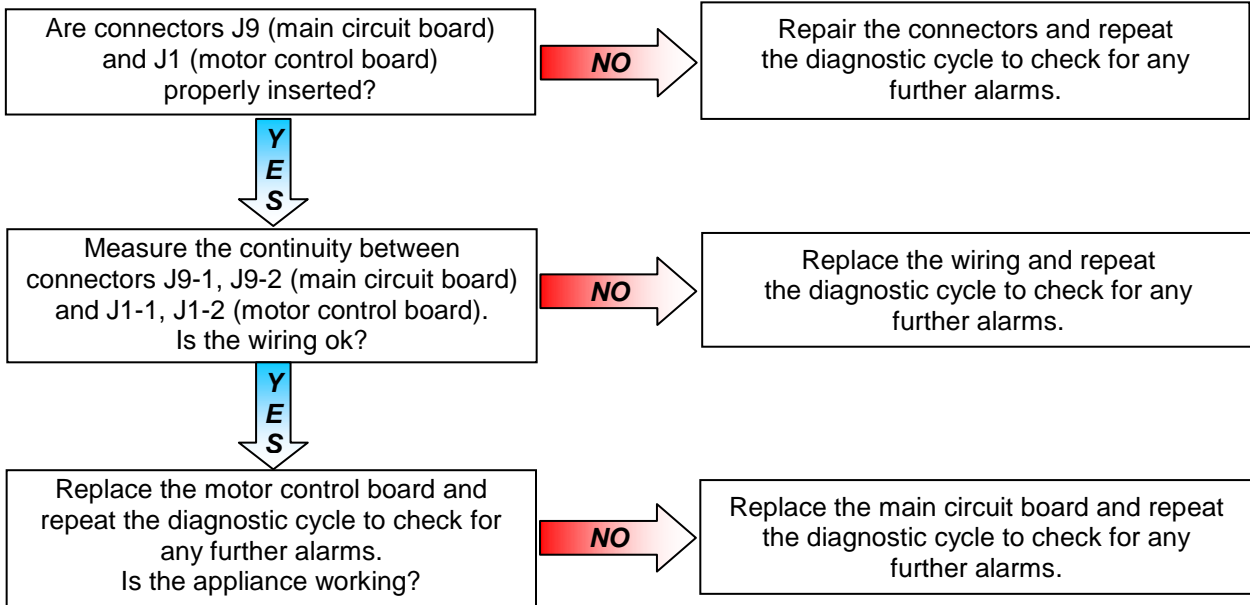 Are connectors J9 (main circuit board)
and J1 (motor control board)
properly inserted?
NO
Repair the connectors and repeat
the diagnostic cycle to check for any
further alarms.
YES
Measure the continuity between
connectors J9-1, J9-2 (main circuit board)
and J1-1, J1-2 (motor control board).
Is the wiring ok?
NO
Replace the wiring and repeat
the diagnostic cycle to check for any
further alarms.
YES
Replace the motor control board and
repeat the diagnostic cycle to check for
any further alarms.
Is the appliance working?
NO
Replace the main circuit board and repeat
the diagnostic cycle to check for any
further alarms.